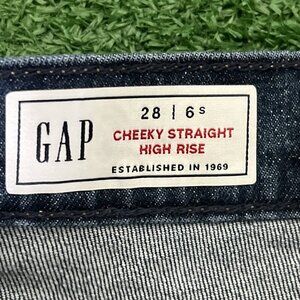 GAP
28 | 6s
CHEEKY STRAIGHT
HIGH RISE
ESTABLISHED IN 1969